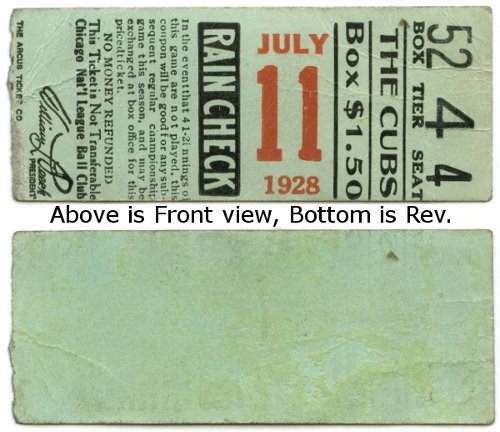 52 4 4
BOX TIER SEAT
THE CUBS
Box $1.50
JULY
11
1928
RAIN CHECK
In the event that 4 1-2 innings of
this game are not played, this
coupon will be good for any sub-
sequent regular championship
game this season, and may be
exchanged at box office for this
priced ticket.
NO MONEY REFUNDED
This Ticket is Not Transferable
Chicago Nat'l League Ball Club
PRESIDENT
THE ARCUS TICKET CO
Above is Front view, Bottom is Rev.